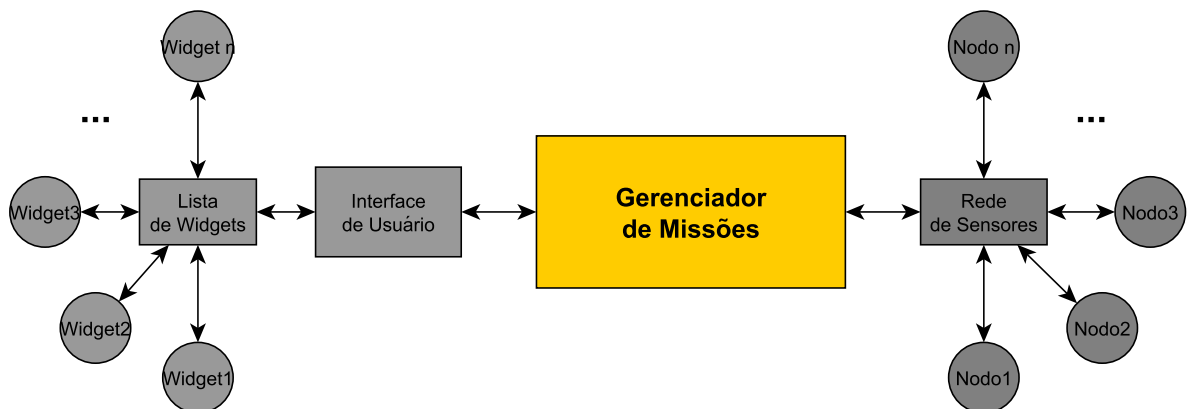 Widget n
Nodo n
...
...
Widget3
Lista
de Widgets
Interface
de Usuário
Gerenciador
de Missões
Rede
de Sensores
Nodo3
Widget2
Nodo2
Widget1
Nodo1